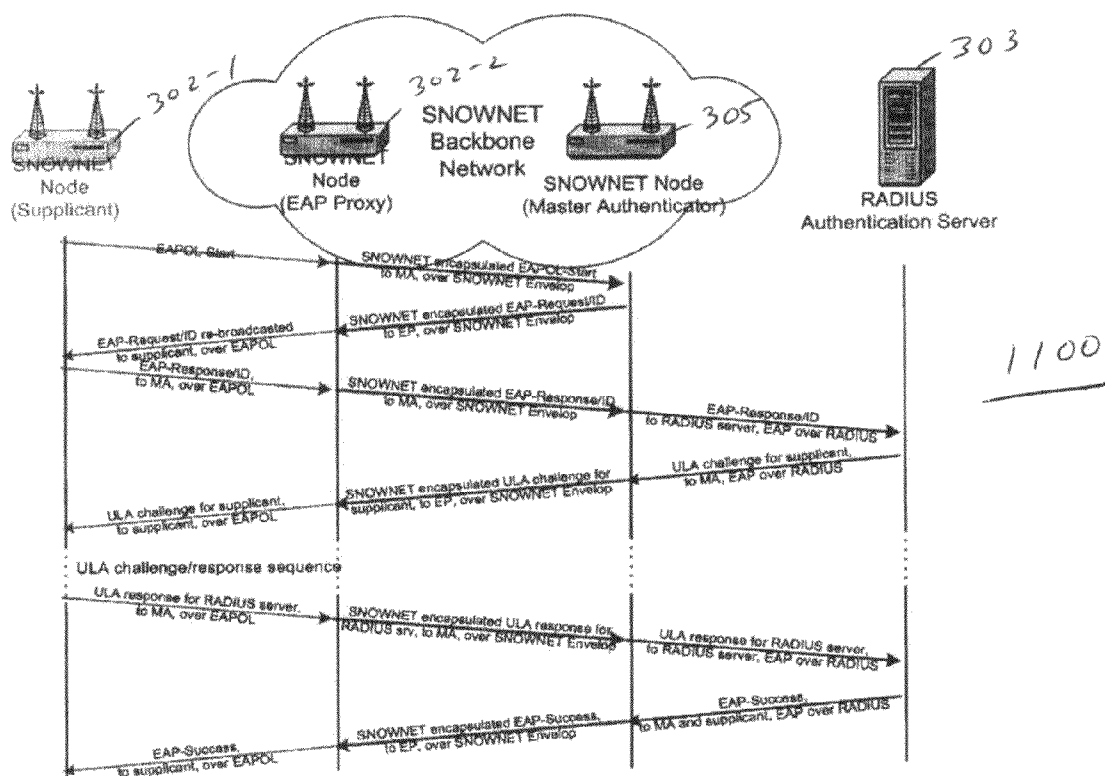 302-1
302-2
303
305
SNOWNET
Node
(Supplicant)
SNOWNET
Node
(EAP Proxy)
SNOWNET
Backbone
Network
SNOWNET Node
(Master Authenticator)
RADIUS
Authentication Server
EAPOL-Start
SNOWNET encapsulated EAPOL-Start
to MA, over SNOWNET Envelop
SNOWNET encapsulated EAP-Request/ID
to EP, over SNOWNET Envelop
EAP-Request/ID re-broadcasted
to supplicant, over EAPOL
1100
EAP-Response/ID,
to MA, over EAPOL
SNOWNET encapsulated EAP-Response/ID
to MA, over SNOWNET Envelop
EAP-Response/ID
to RADIUS server, EAP over RADIUS
ULA challenge for supplicant,
to MA, EAP over RADIUS
SNOWNET encapsulated ULA challenge for
supplicant, to EP, over SNOWNET Envelop
ULA challenge for supplicant,
to supplicant, over EAPOL
ULA challenge/response sequence
ULA response for RADIUS server,
to MA, over EAPOL
SNOWNET encapsulated ULA response for
RADIUS srv, to MA, over SNOWNET Envelop
ULA response for RADIUS server,
to RADIUS server, EAP over RADIUS
EAP-Success,
to MA and supplicant, EAP over RADIUS
SNOWNET encapsulated EAP-Success,
to EP, over SNOWNET Envelop
EAP-Success,
to supplicant, over EAPOL